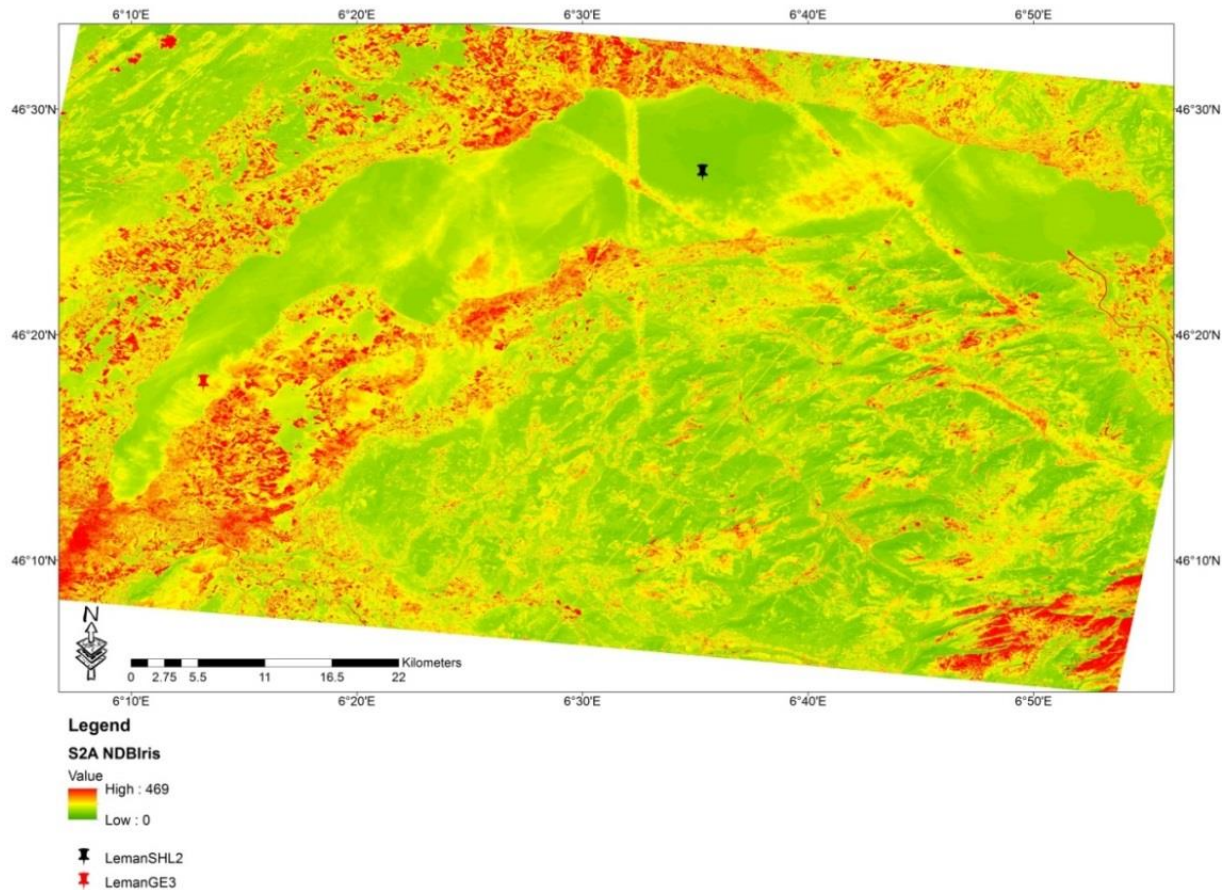 6°10'E 6°20'E 6°30'E 6°40'E 6°50'E
46°30'N 46°30'N
46°20'N 46°20'N
46°10'N 46°10'N
N
Kilometers
0 2.75 5.5 11 16.5 22
6°10'E 6°20'E 6°30'E 6°40'E 6°50'E
Legend
S2A NDBIris
Value
High : 469
Low : 0
LemanSHL2
LemanGE3